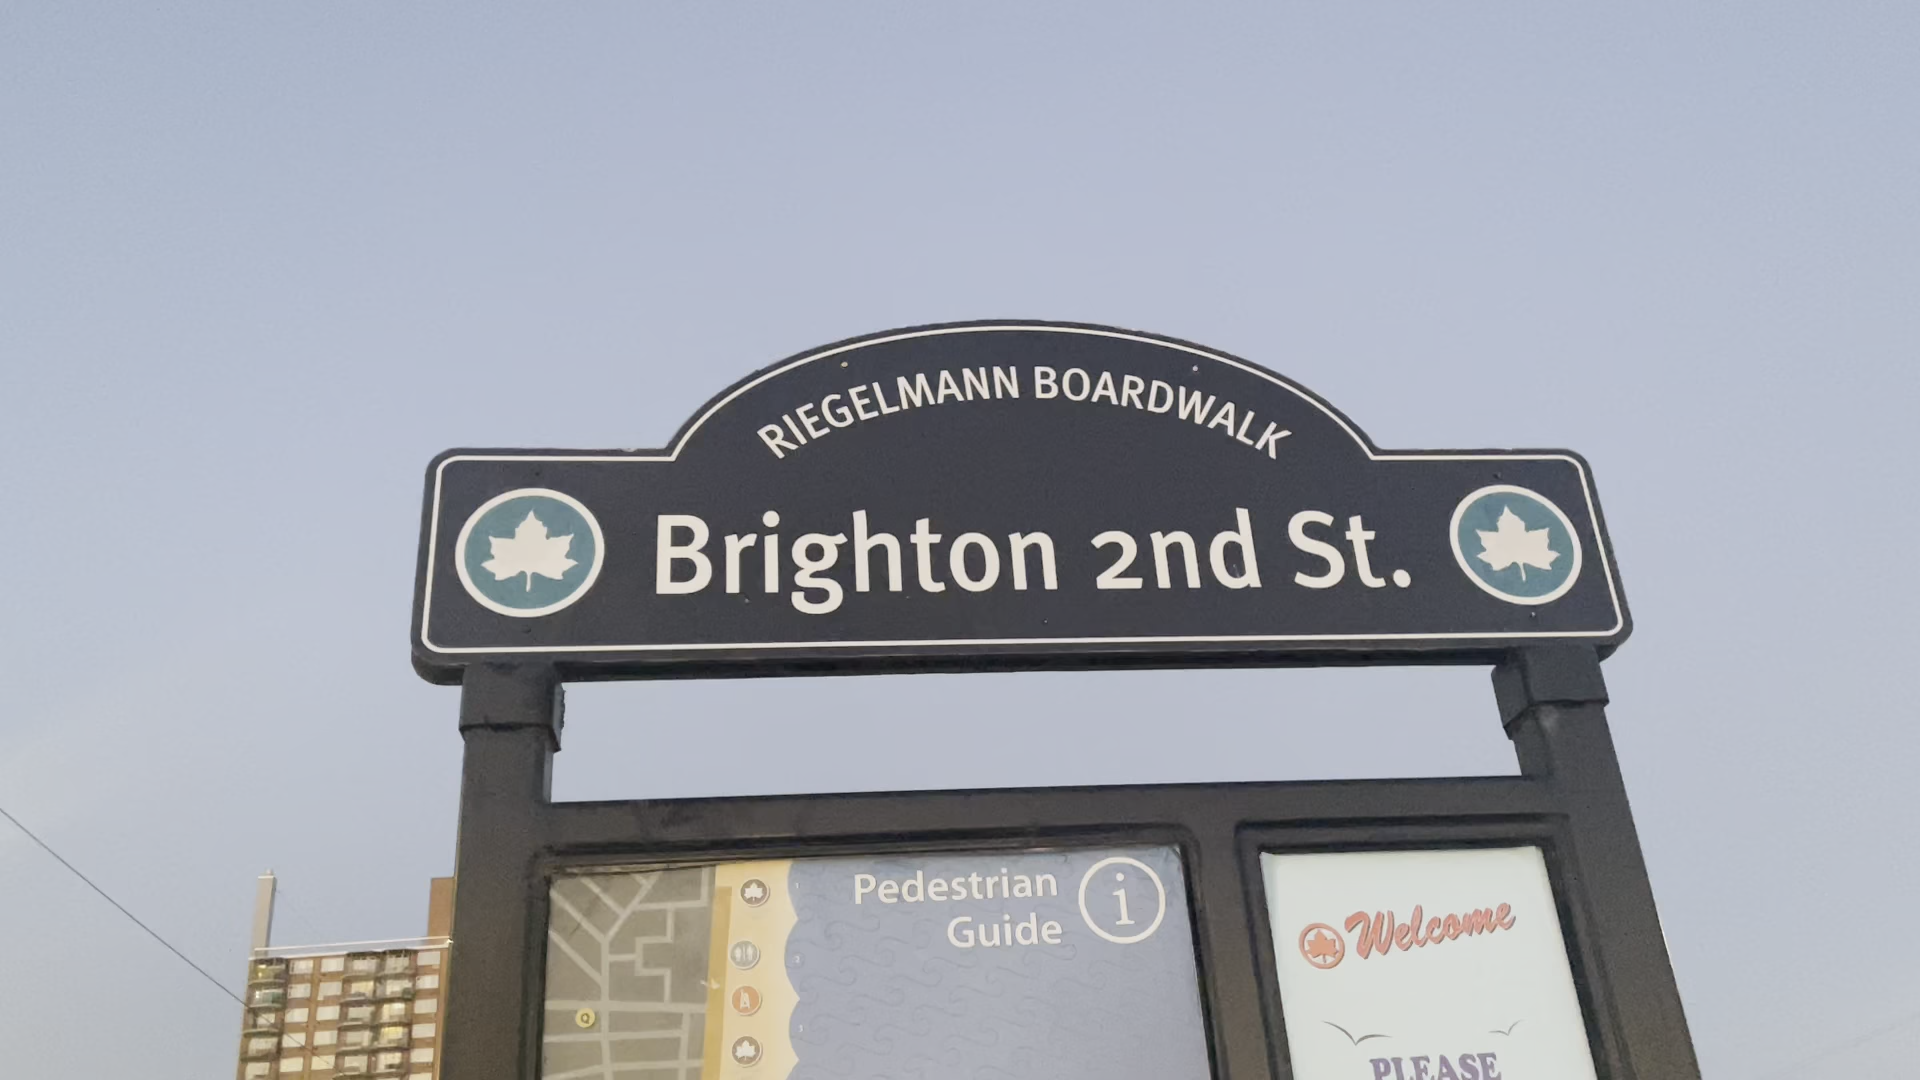 RIEGELMANN BOARDWALK
Brighton 2nd St.
Pedestrian
Guide
i
Welcome
PLEASE
Q